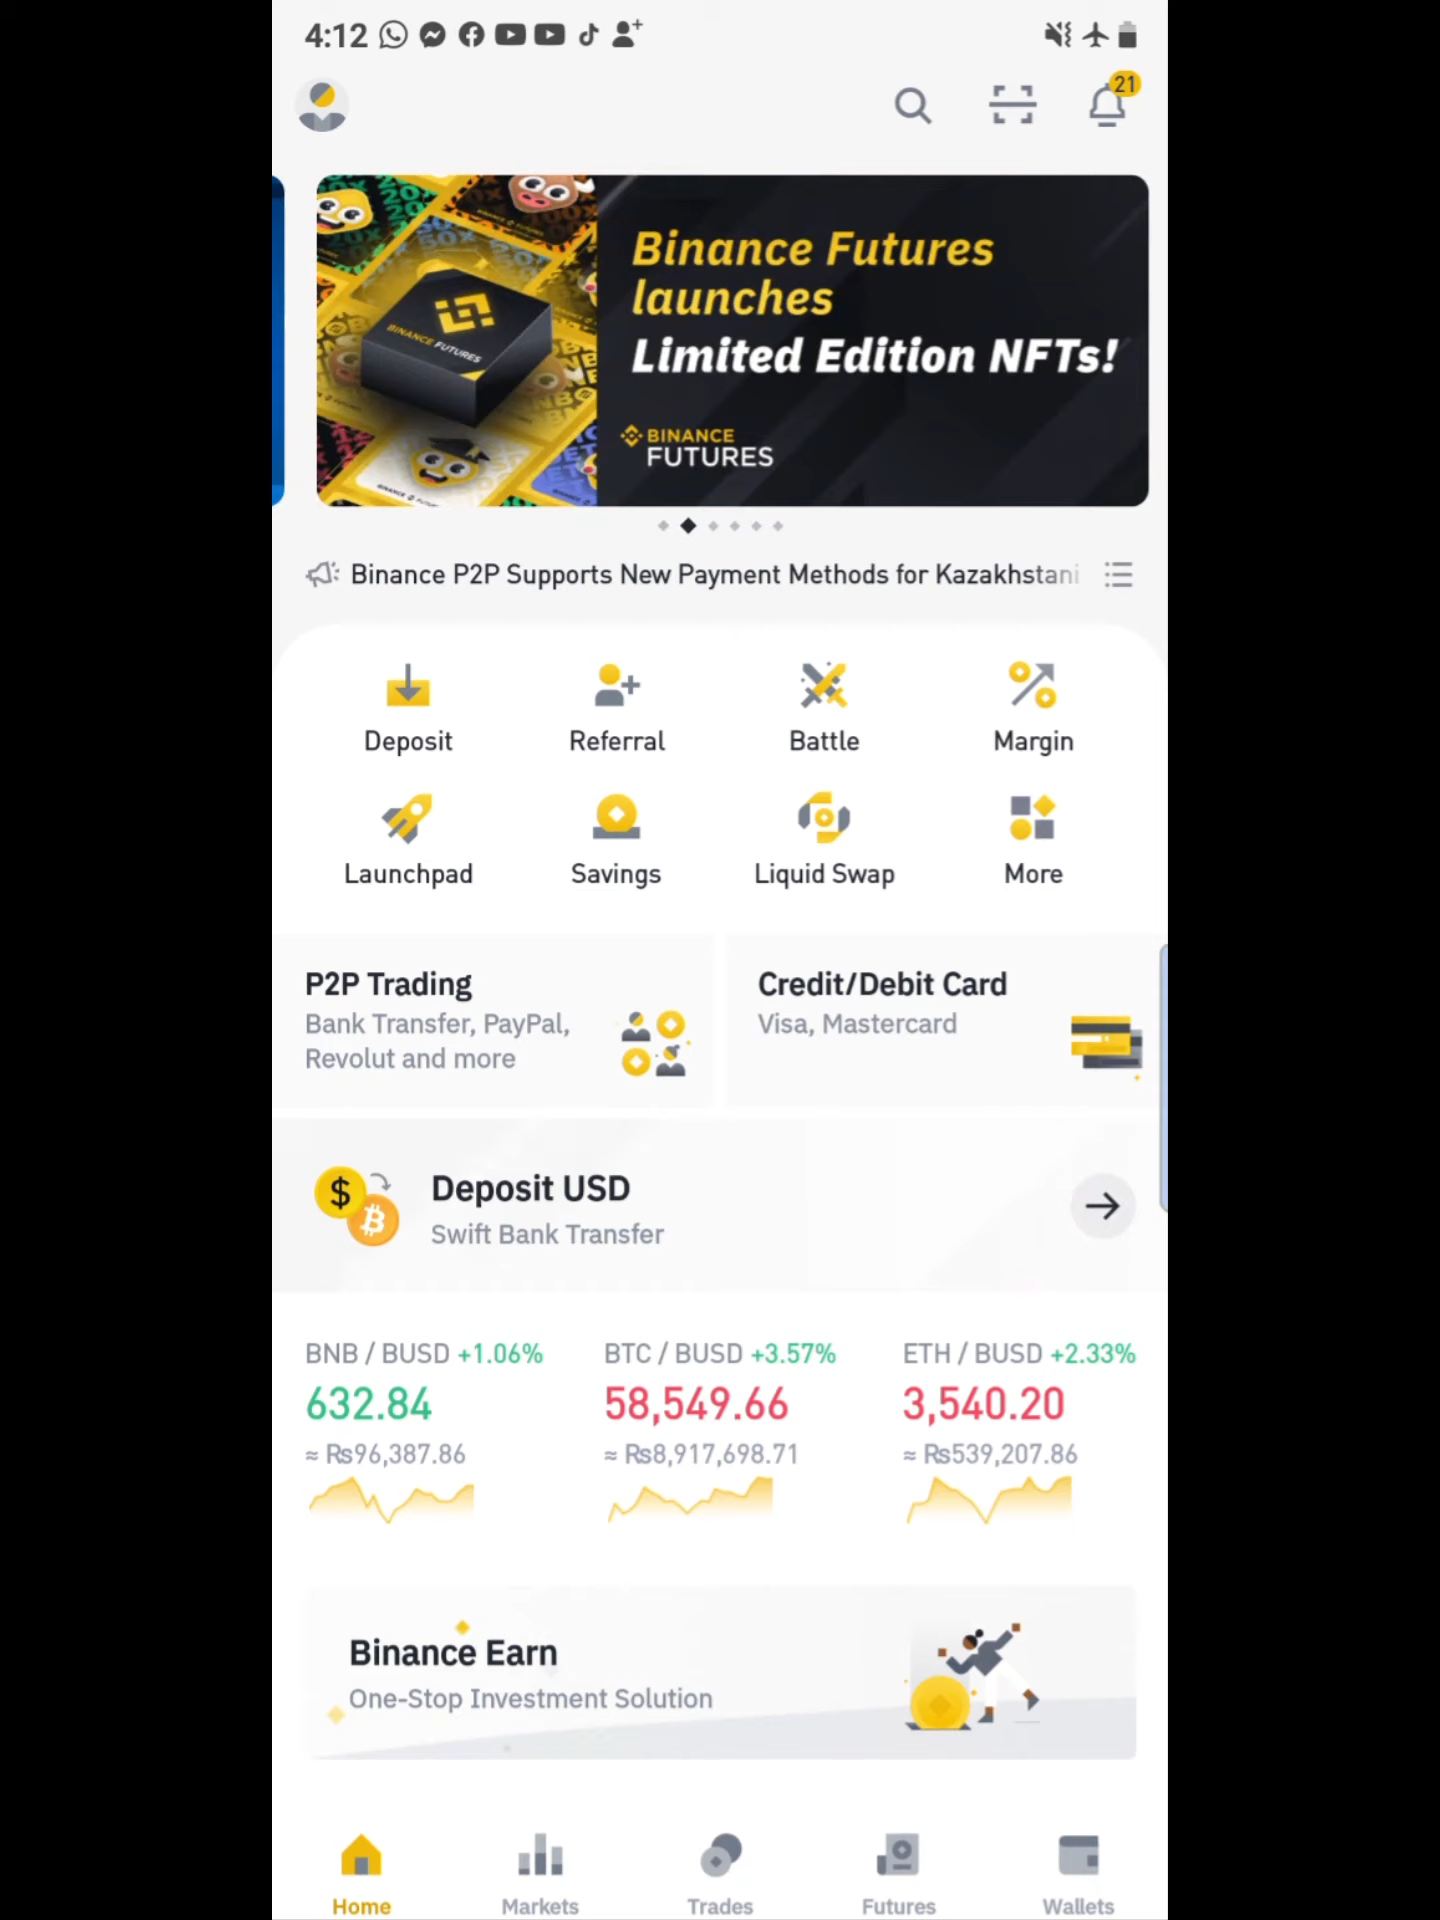 4:12
21
Binance Futures
launches
Limited Edition NFTs!
BINANCE FUTURES
BINANCE
FUTURES
Binance P2P Supports New Payment Methods for Kazakhstani
Deposit
Referral
Battle
Margin
Launchpad
Savings
Liquid Swap
More
P2P Trading
Bank Transfer, PayPal,
Revolut and more
Credit/Debit Card
Visa, Mastercard
Deposit USD
Swift Bank Transfer
BNB / BUSD +1.06%
632.84
≈ ₨96,387.86
BTC / BUSD +3.57%
58,549.66
≈ ₨8,917,698.71
ETH / BUSD +2.33%
3,540.20
≈ ₨539,207.86
Binance Earn
One-Stop Investment Solution
Home
Markets
Trades
Futures
Wallets